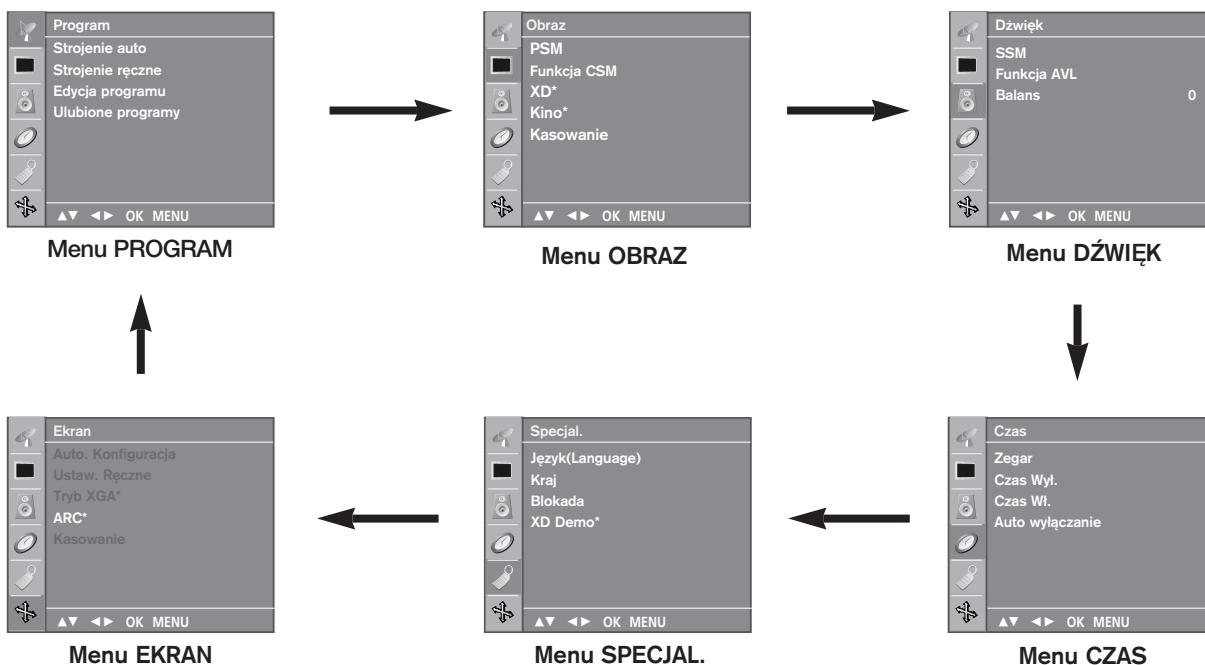 Program
Strojenie auto
Strojenie ręczne
Edycja programu
Ulubione programy
▲▼ ◄► OK MENU
Menu PROGRAM
Obraz
PSM
Funkcja CSM
XD*
Kino*
Kasowanie
▲▼ ◄► OK MENU
Menu OBRAZ
Dźwięk
SSM
Funkcja AVL
Balans 0
▲▼ ◄► OK MENU
Menu DŹWIĘK
Ekran
Auto. Konfiguracja
Ustaw. Ręczne
Tryb XGA*
ARC*
Kasowanie
▲▼ ◄► OK MENU
Menu EKRAN
Specjal.
Język(Language)
Kraj
Blokada
XD Demo*
▲▼ ◄► OK MENU
Menu SPECJAL.
Czas
Zegar
Czas Wył.
Czas Wł.
Auto wyłączanie
▲▼ ◄► OK MENU
Menu CZAS